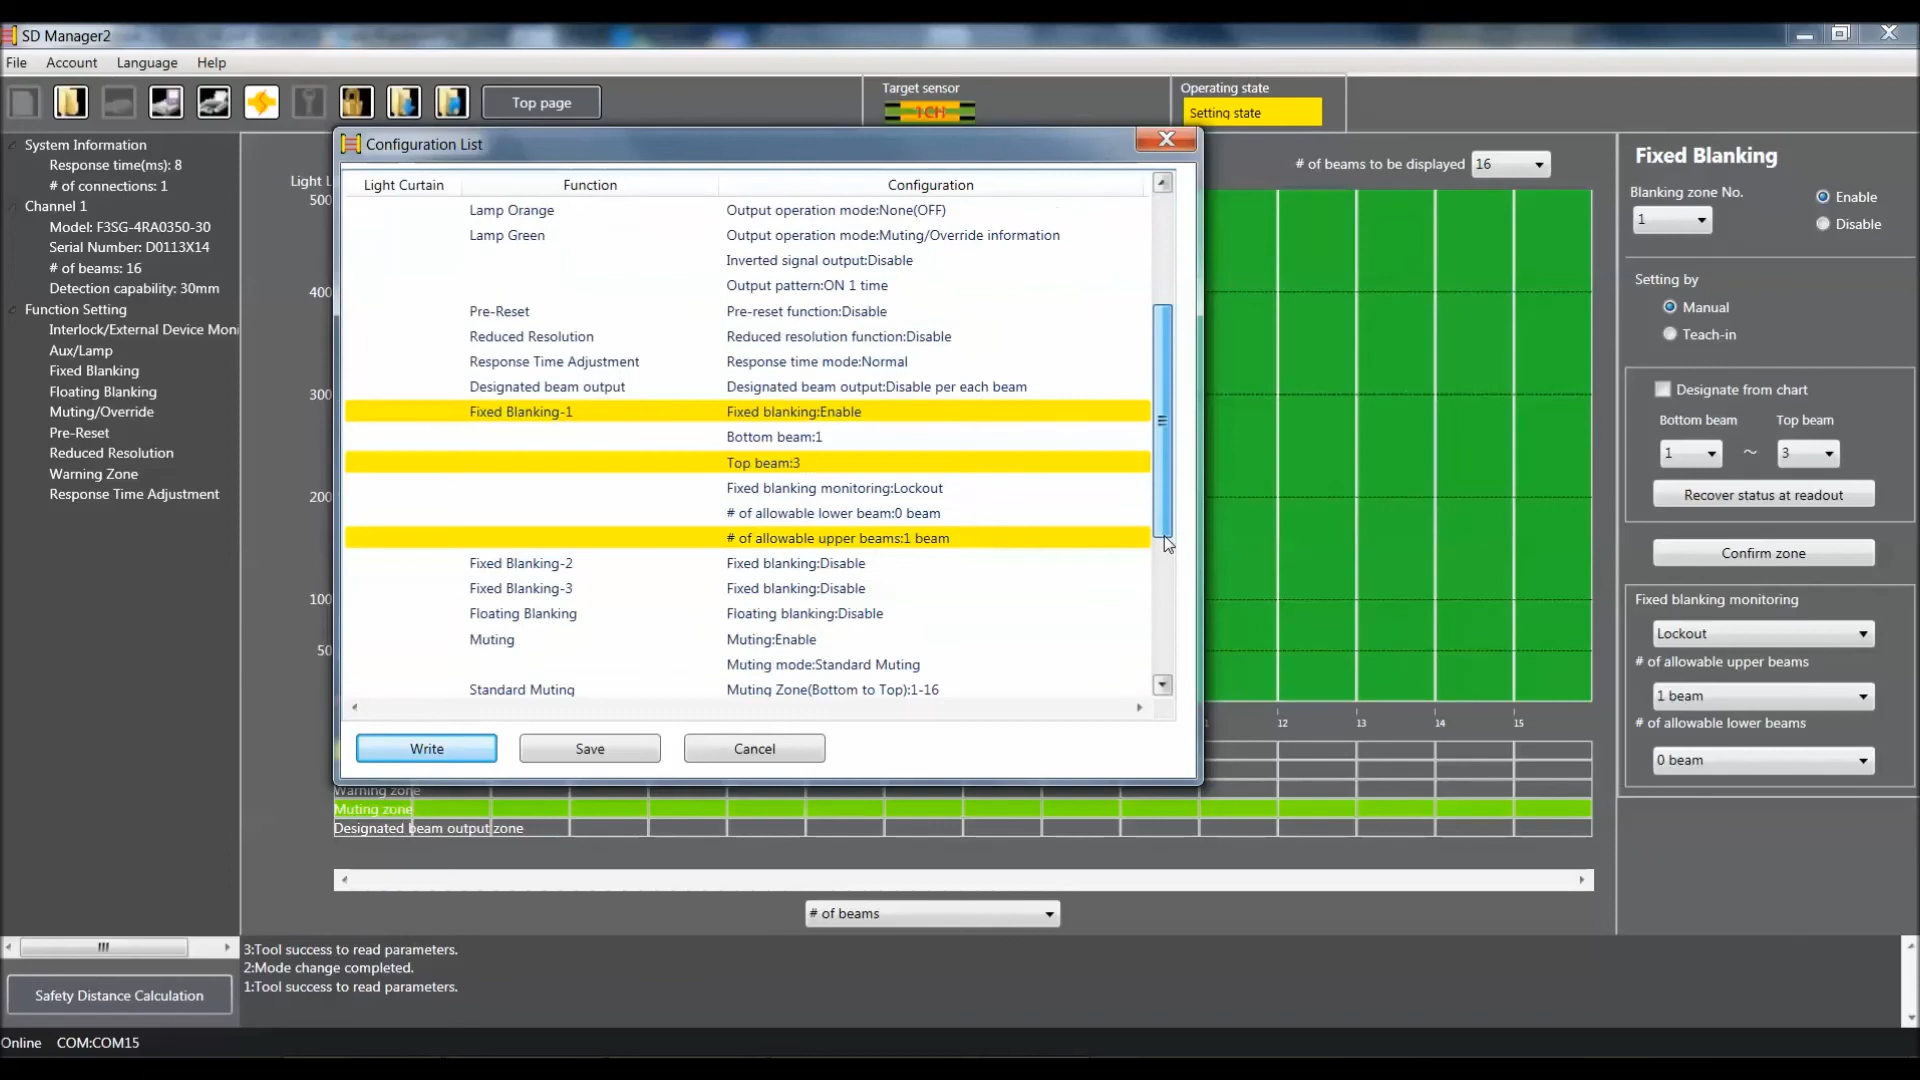 SD Manager2
File Account Language Help
Top page
Target sensor
1CH
Operating state
Setting state
System Information
Response time(ms): 8
# of connections: 1
Channel 1
Model: F3SG-4RA0350-30
Serial Number: D0113X14
# of beams: 16
Detection capability: 30mm
Function Setting
Interlock/External Device Moni
Aux/Lamp
Fixed Blanking
Floating Blanking
Muting/Override
Pre-Reset
Reduced Resolution
Warning Zone
Response Time Adjustment
Safety Distance Calculation
Light L
500
400
300
200
100
50
Configuration List
Light Curtain Function Configuration
Lamp Orange Output operation mode:None(OFF)
Lamp Green Output operation mode:Muting/Override information
Inverted signal output:Disable
Output pattern:ON 1 time
Pre-Reset Pre-reset function:Disable
Reduced Resolution Reduced resolution function:Disable
Response Time Adjustment Response time mode:Normal
Designated beam output Designated beam output:Disable per each beam
Fixed Blanking-1 Fixed blanking:Enable
Bottom beam:1
Top beam:3
Fixed blanking monitoring:Lockout
# of allowable lower beam:0 beam
# of allowable upper beams:1 beam
Fixed Blanking-2 Fixed blanking:Disable
Fixed Blanking-3 Fixed blanking:Disable
Floating Blanking Floating blanking:Disable
Muting Muting:Enable
Muting mode:Standard Muting
Standard Muting Muting Zone(Bottom to Top):1-16
Write Save Cancel
# of beams to be displayed 16
12 13 14 15
Warning zone
Muting zone
Designated beam output zone
# of beams
Fixed Blanking
Blanking zone No.
1
Enable
Disable
Setting by
Manual
Teach-in
Designate from chart
Bottom beam Top beam
1 ~ 3
Recover status at readout
Confirm zone
Fixed blanking monitoring
Lockout
# of allowable upper beams
1 beam
# of allowable lower beams
0 beam
3:Tool success to read parameters.
2:Mode change completed.
1:Tool success to read parameters.
Online COM:COM15